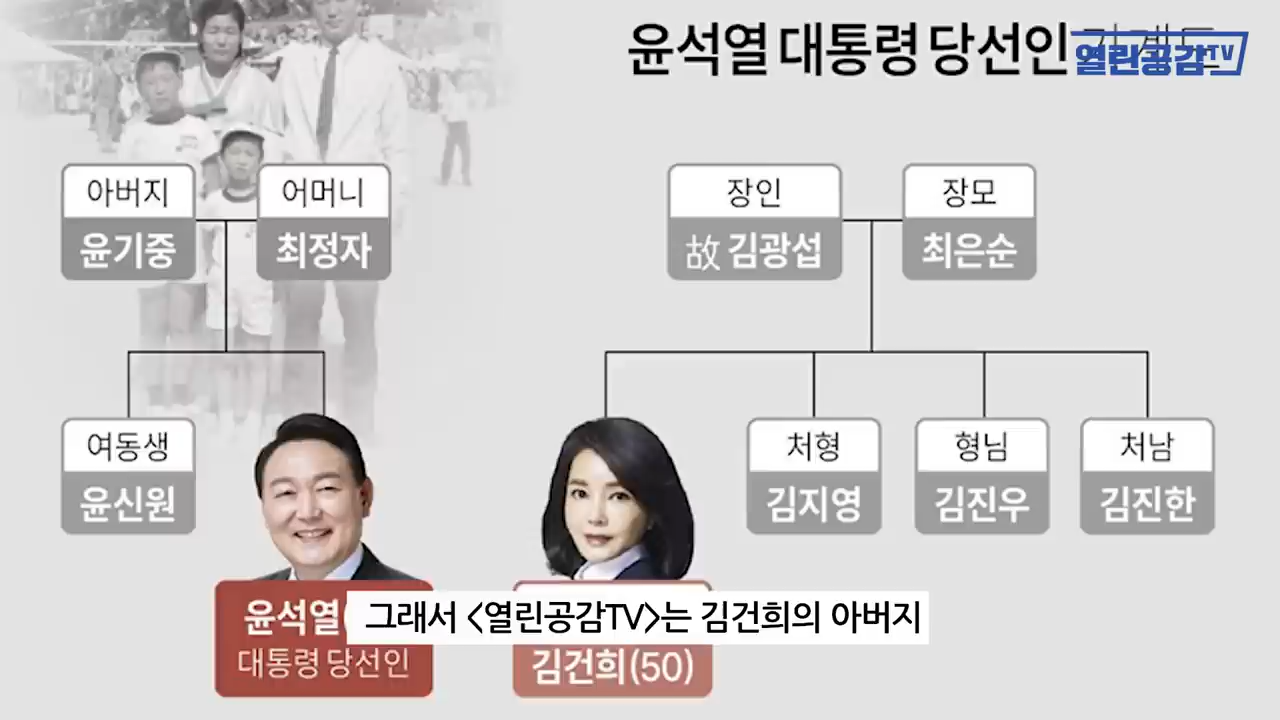 윤석열 대통령 당선인
열린공감TV
아버지
윤기중
어머니
최정자
장인
故 김광섭
장모
최은순
여동생
윤신원
처형
김지영
형님
김진우
처남
김진한
윤석열(
대통령 당선인
김건희(50)
그래서 <열린공감TV>는 김건희의 아버지